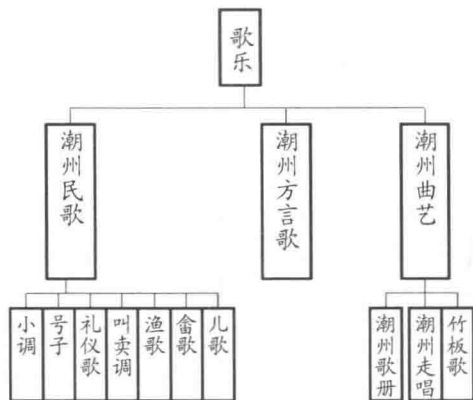 歌乐
潮州民歌
潮州方言歌
潮州曲艺
小调
号子
礼仪歌
叫卖调
渔歌
畲歌
儿歌
潮州歌册
潮州走唱
竹板歌